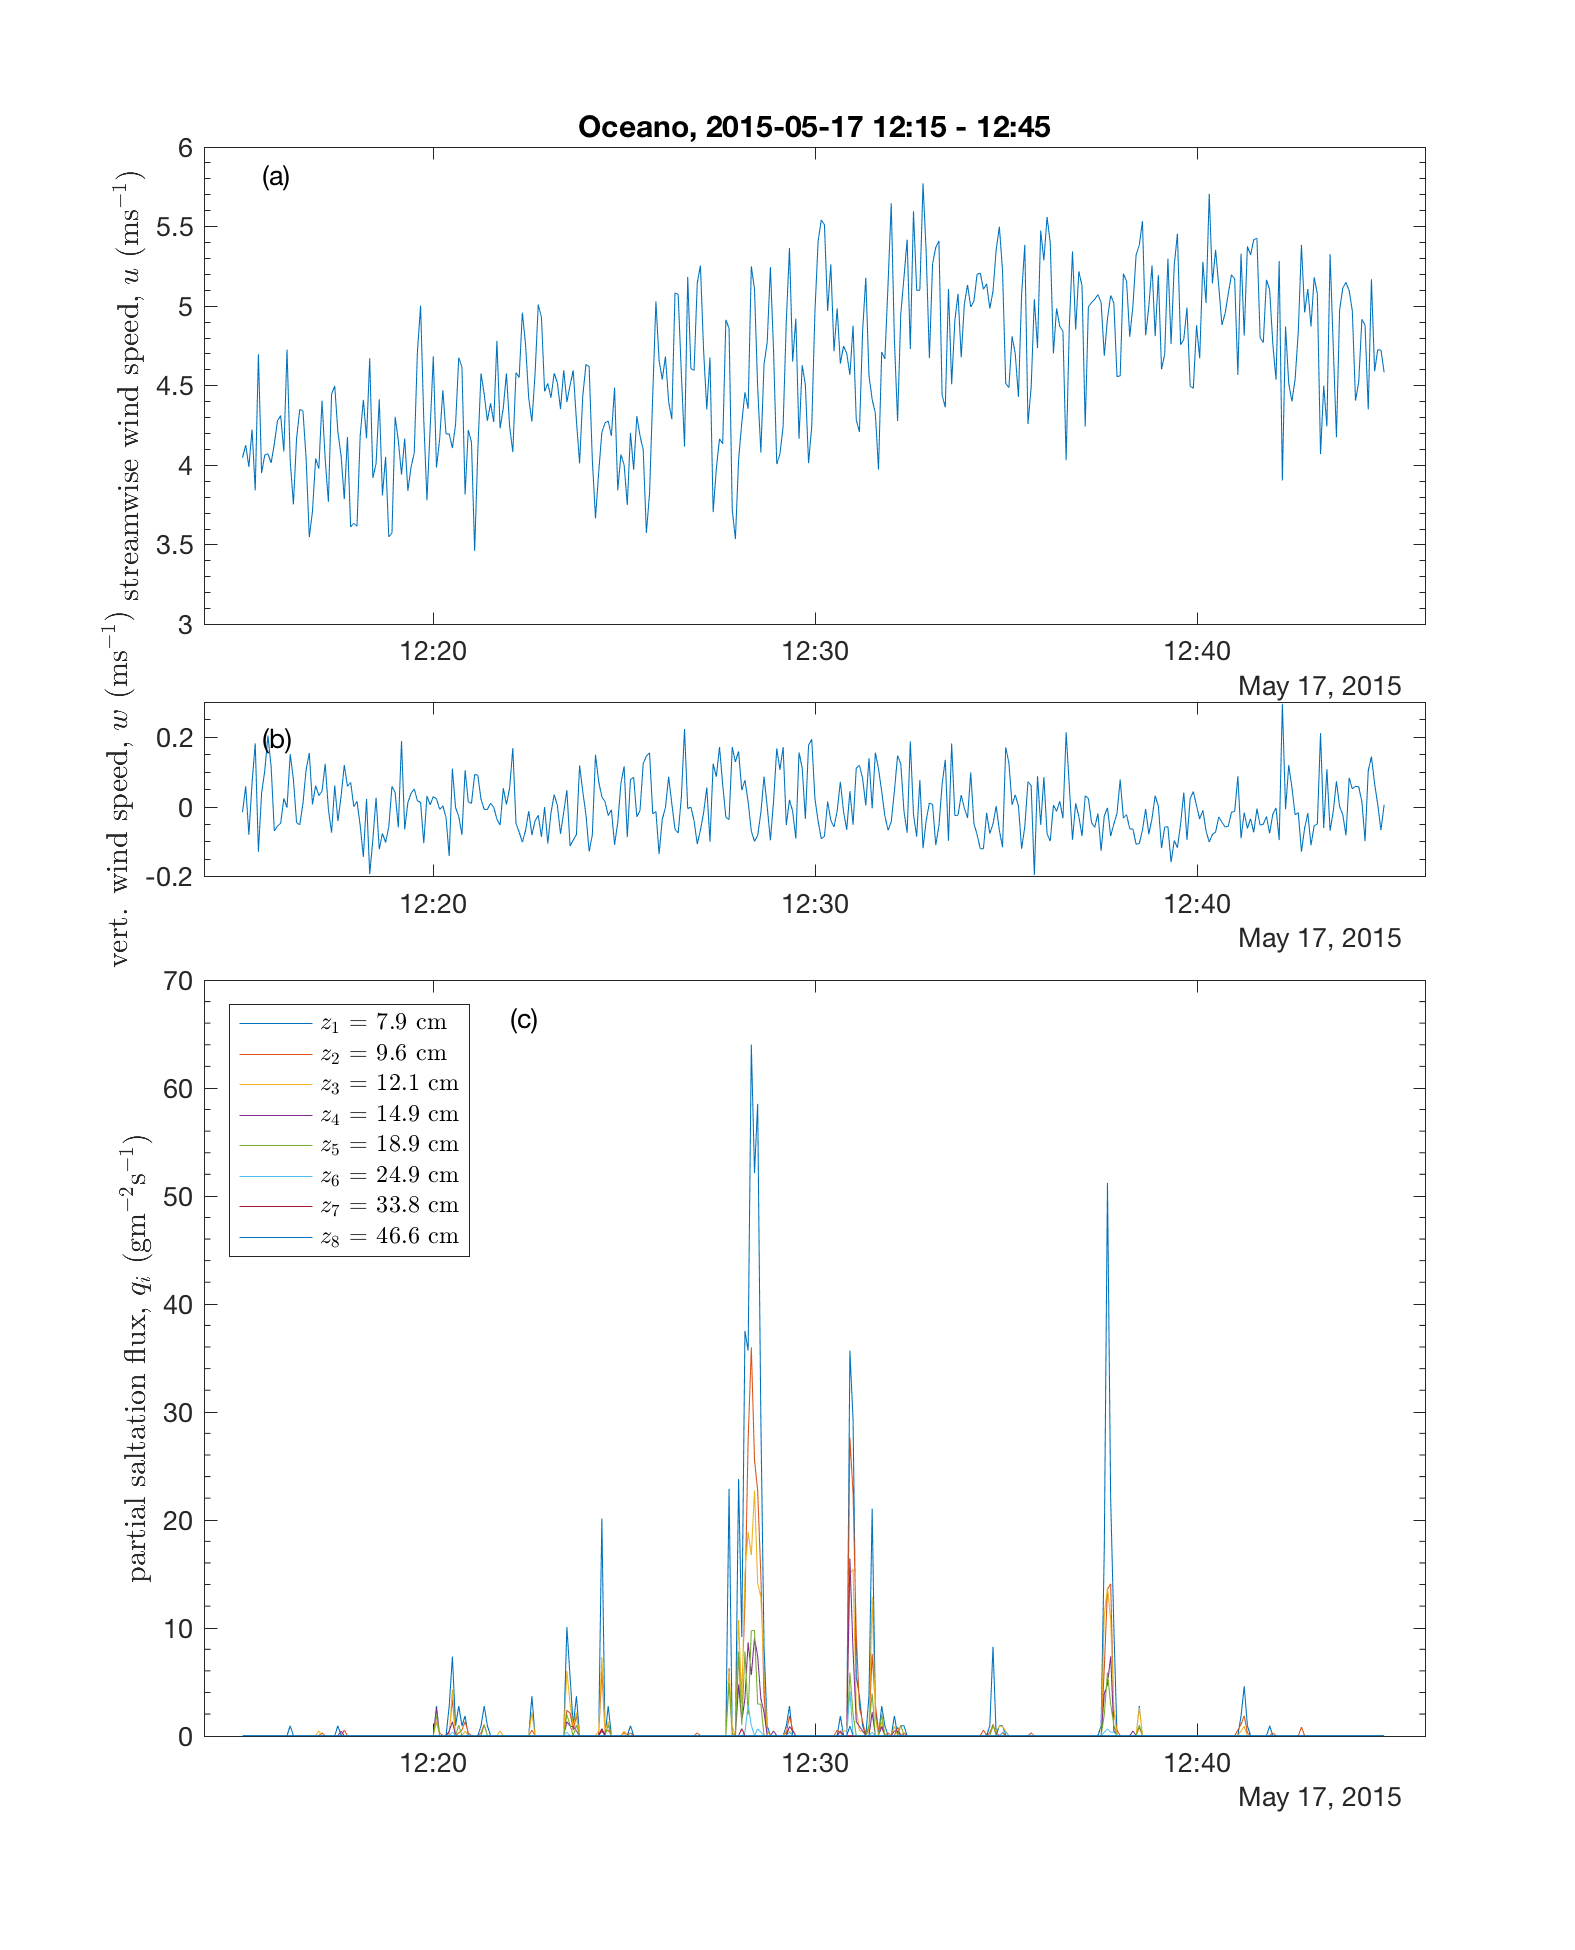 Oceano, 2015-05-17 12:15 - 12:45
(a)
streamwise wind speed, u (ms⁻¹)
6
5.5
5
4.5
4
3.5
3
12:20 12:30 12:40
May 17, 2015
(b)
vert. wind speed, w (ms⁻¹)
0.2
0
-0.2
12:20 12:30 12:40
May 17, 2015
(c)
partial saltation flux, qᵢ (gm⁻²s⁻¹)
70
60
50
40
30
20
10
0
z₁ = 7.9 cm
z₂ = 9.6 cm
z₃ = 12.1 cm
z₄ = 14.9 cm
z₅ = 18.9 cm
z₆ = 24.9 cm
z₇ = 33.8 cm
z₈ = 46.6 cm
12:20 12:30 12:40
May 17, 2015